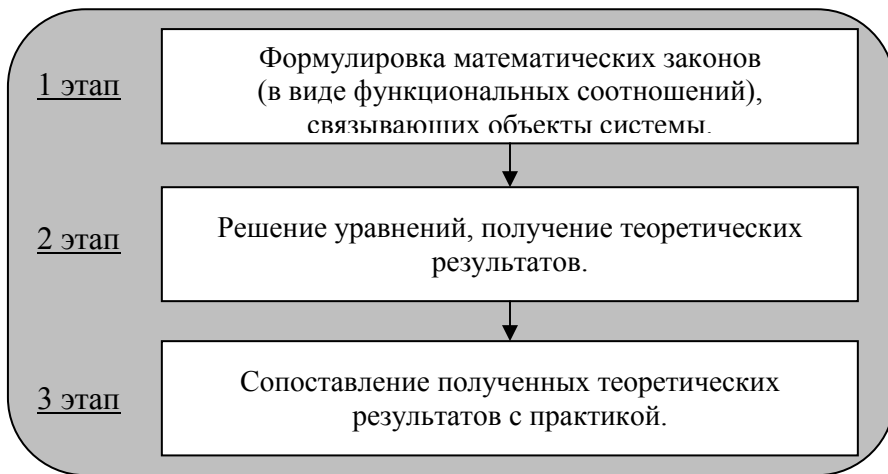 1 этап
Формулировка математических законов
(в виде функциональных соотношений),
связывающих объекты системы.
2 этап
Решение уравнений, получение теоретических
результатов.
3 этап
Сопоставление полученных теоретических
результатов с практикой.